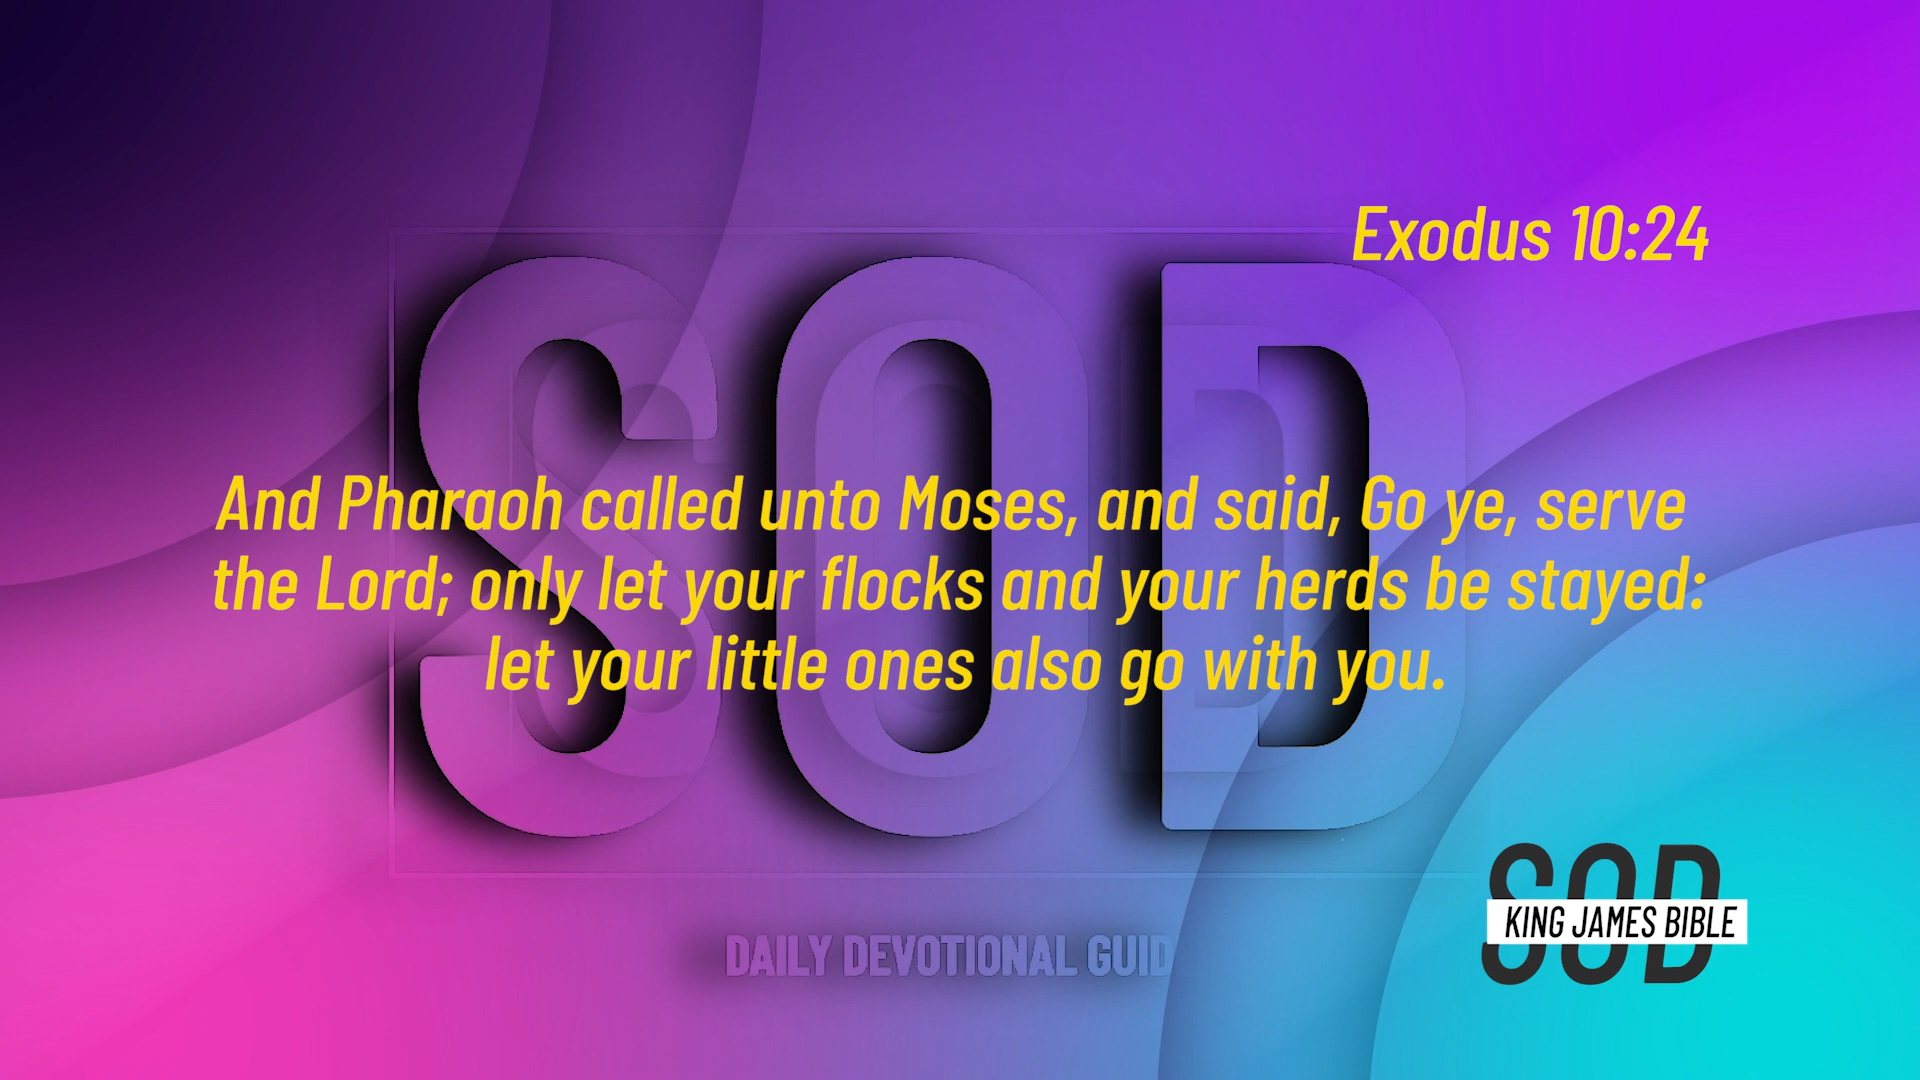 Exodus 10:24
SOD
And Pharaoh called unto Moses, and said, Go ye, serve
the Lord; only let your flocks and your herds be stayed:
let your little ones also go with you.
SOD
KING JAMES BIBLE
DAILY DEVOTIONAL GUID